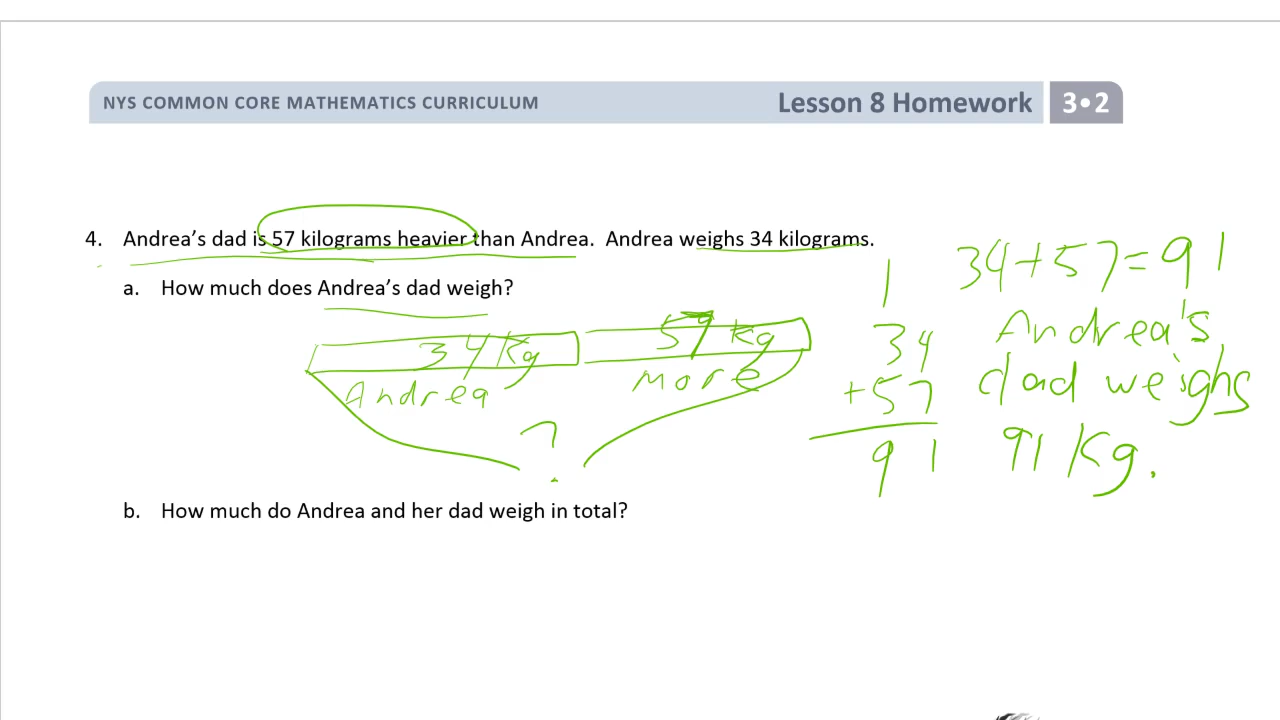 NYS COMMON CORE MATHEMATICS CURRICULUM Lesson 8 Homework 3•2
4. Andrea's dad is 57 kilograms heavier than Andrea. Andrea weighs 34 kilograms.
a. How much does Andrea's dad weigh?
34 Kg 57 kg
Andrea more
?
1
34
+57
91
34+57=91
Andrea's
dad weighs
91 Kg.
b. How much do Andrea and her dad weigh in total?